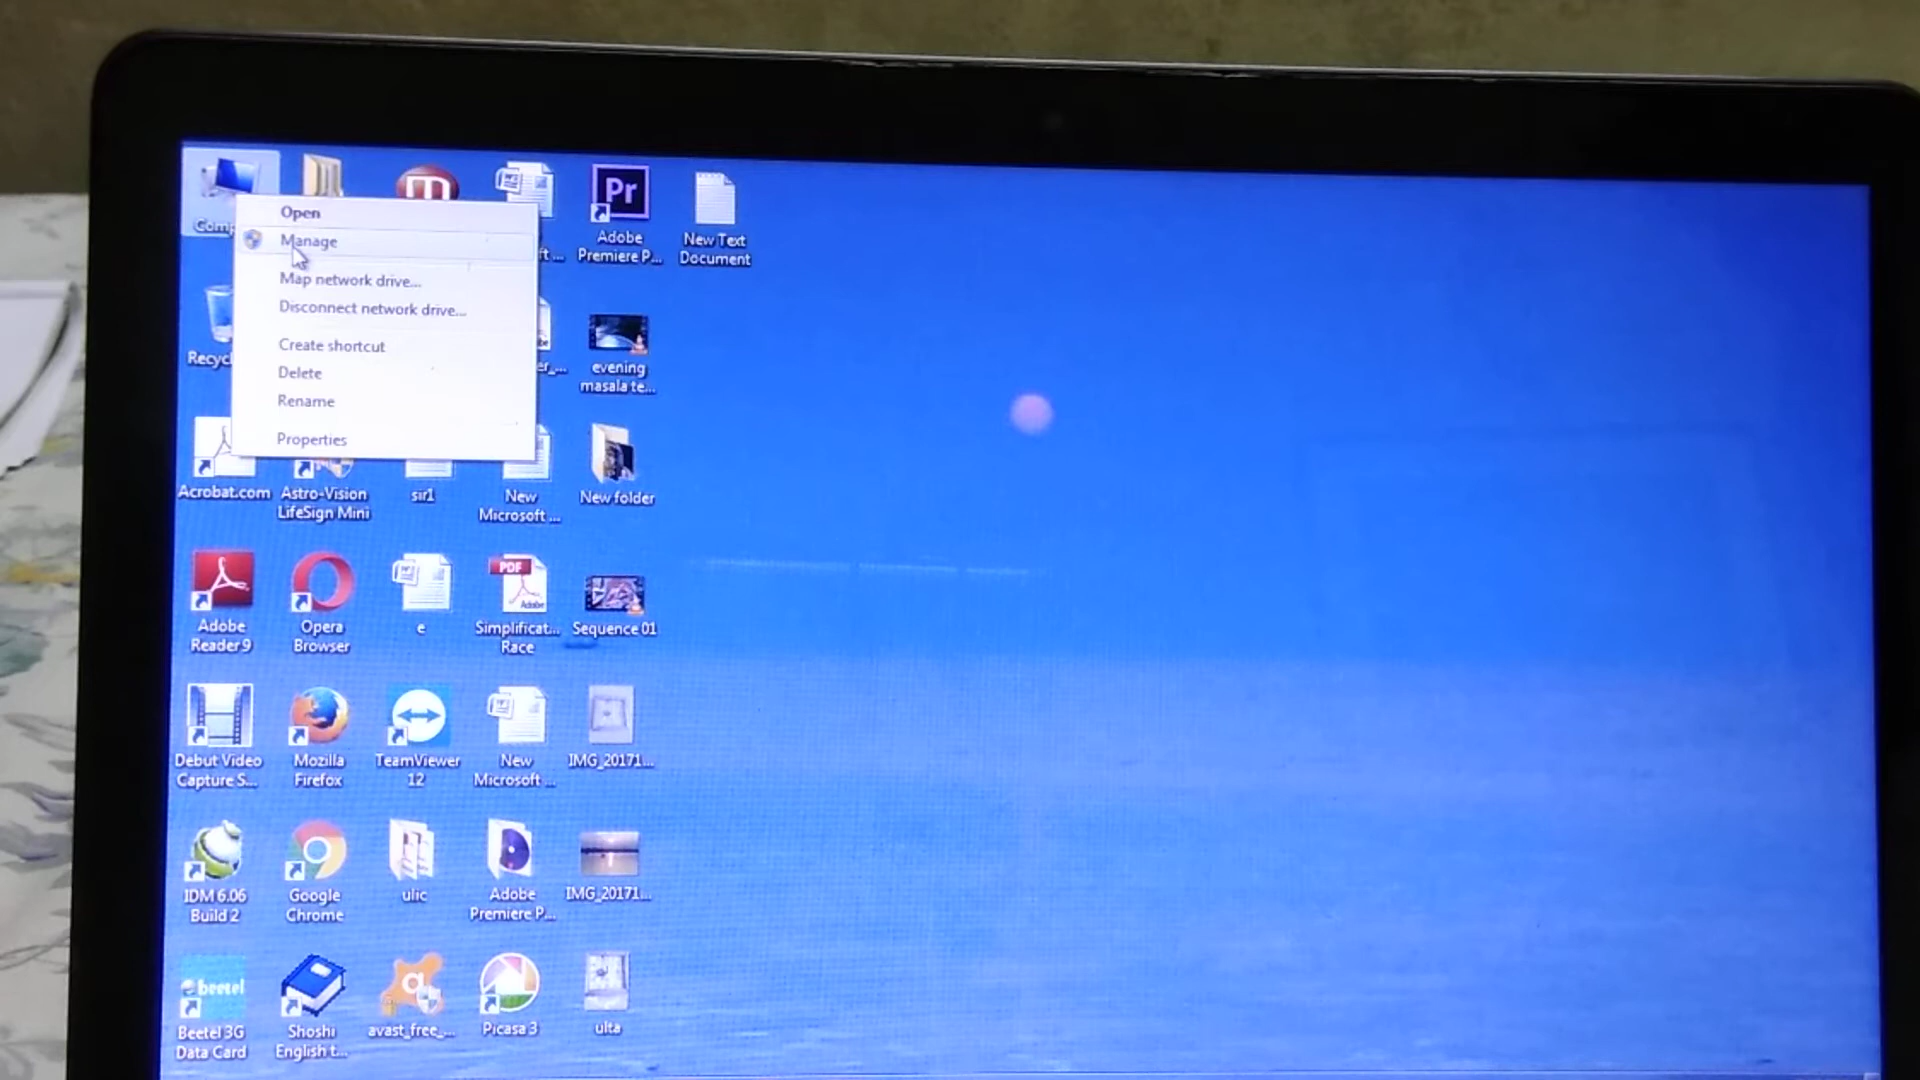 Open
Manage
Map network drive...
Disconnect network drive...
Create shortcut
Delete
Rename
Properties
Pr
Adobe
Premiere P...
New Text
Document
evening
masala te...
Acrobat.com
Astro-Vision
LifeSign Mini
sir1
New
Microsoft ...
New folder
Adobe
Reader 9
Opera
Browser
e
PDF
Adobe
Simplificat...
Race
Sequence 01
Debut Video
Capture S...
Mozilla
Firefox
TeamViewer
12
New
Microsoft ...
IMG_20171...
IDM 6.06
Build 2
Google
Chrome
ulic
Adobe
Premiere P...
IMG_20171...
beetel
Beetel 3G
Data Card
Shoshi
English t...
avast_free_...
Picasa 3
ulta